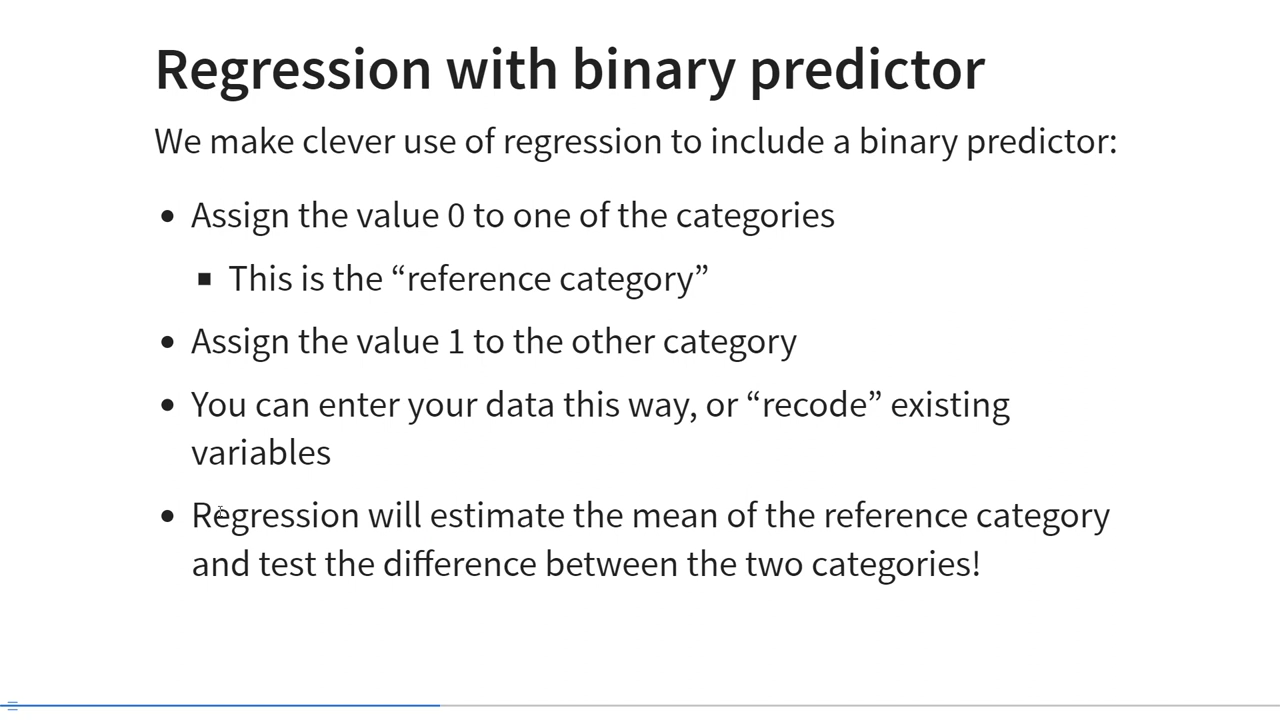 Regression with binary predictor
We make clever use of regression to include a binary predictor:
Assign the value 0 to one of the categories
This is the “reference category”
Assign the value 1 to the other category
You can enter your data this way, or “recode” existing
variables
Regression will estimate the mean of the reference category
and test the difference between the two categories!